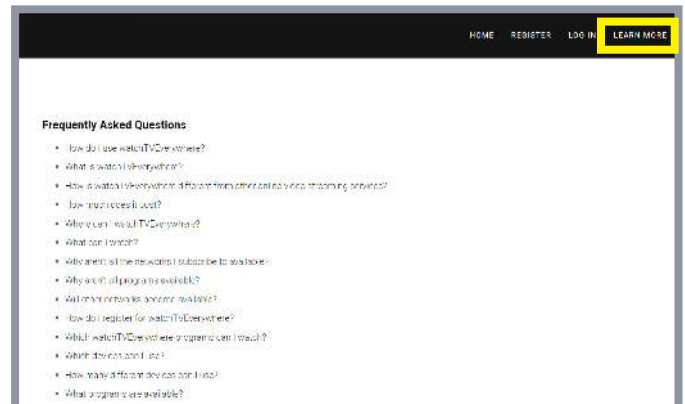 HOME REGISTER LOG IN LEARN MORE
Frequently Asked Questions
• How do I use watchTVEverywhere?
• What is watchTVEverywhere?
• How is watchTVEverywhere different from other online video streaming services?
• How much does it cost?
• Where can I watchTVEverywhere?
• What can I watch?
• Why aren't all the networks I subscribe to available?
• Why aren't all programs available?
• Will other networks become available?
• How do I register for watchTVEverywhere?
• Which watchTVEverywhere programs can I watch?
• Which devices can I use?
• How many different devices can I use?
• What programs are available?